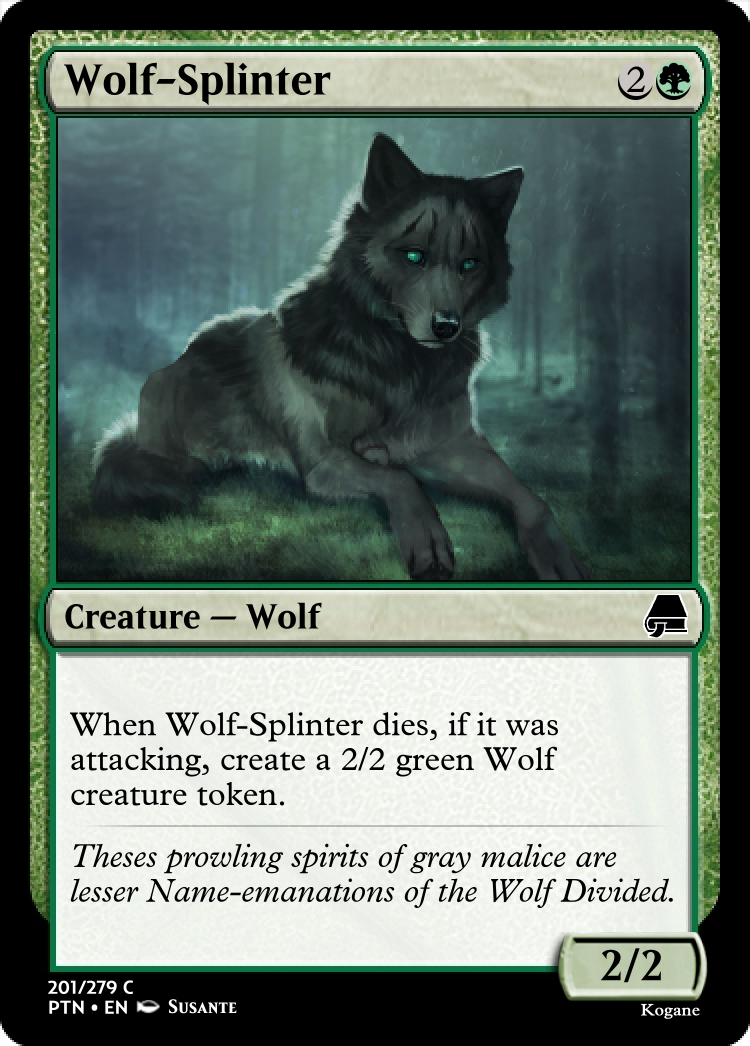 Wolf-Splinter 2
Creature — Wolf
When Wolf-Splinter dies, if it was
attacking, create a 2/2 green Wolf
creature token.
Theses prowling spirits of gray malice are
lesser Name-emanations of the Wolf Divided.
2/2
201/279 C
PTN • EN Susante
Kogane